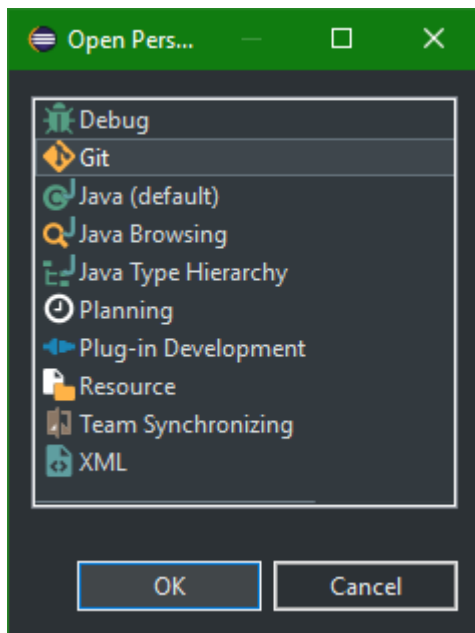 Open Pers...
Debug
Git
Java (default)
Java Browsing
Java Type Hierarchy
Planning
Plug-in Development
Resource
Team Synchronizing
XML
OK
Cancel